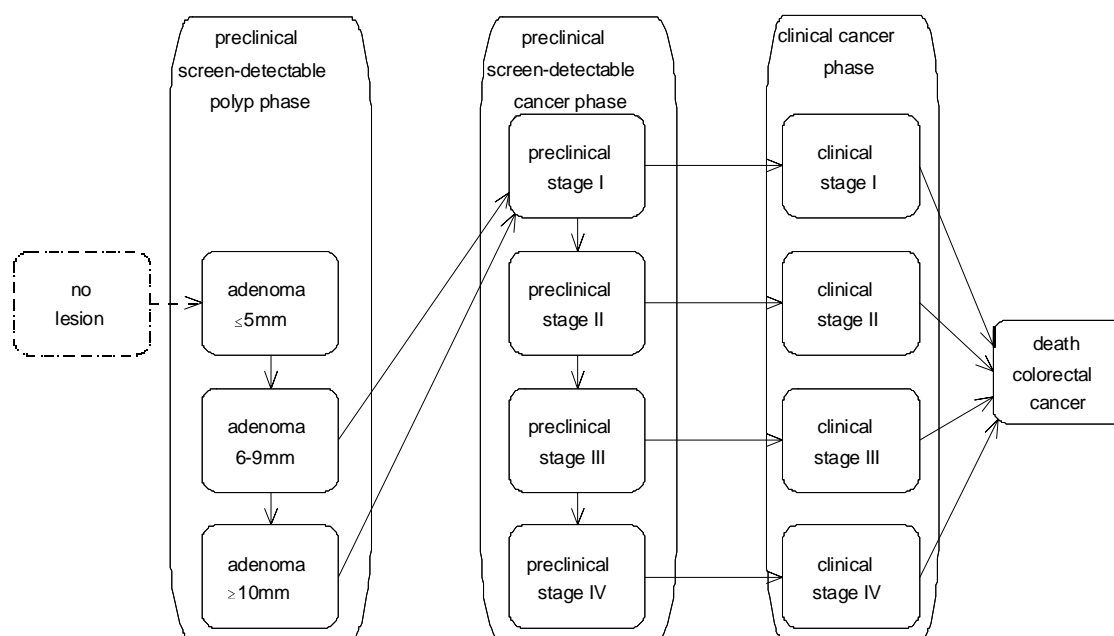 preclinical
screen-detectable
polyp phase
preclinical
screen-detectable
cancer phase
clinical cancer
phase
preclinical
stage I
clinical
stage I
no
lesion
adenoma
≤5mm
preclinical
stage II
clinical
stage II
death
colorectal
cancer
adenoma
6-9mm
preclinical
stage III
clinical
stage III
adenoma
≥10mm
preclinical
stage IV
clinical
stage IV